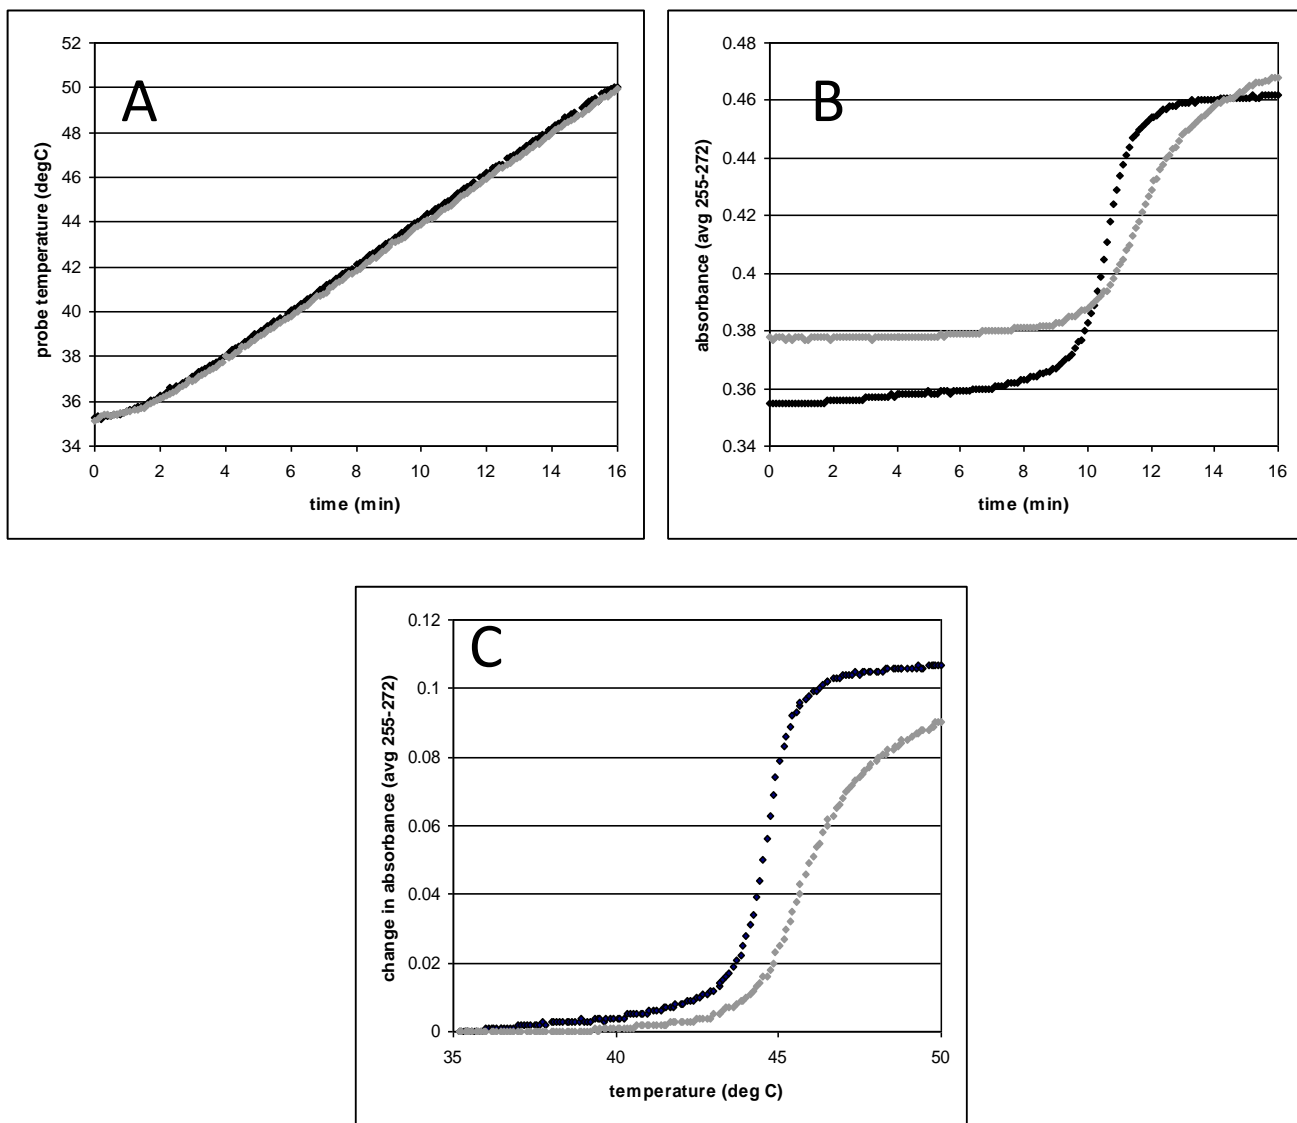 A
probe temperature (degC)
52
50
48
46
44
42
40
38
36
34
0 2 4 6 8 10 12 14 16
time (min)
B
absorbance (avg 255-272)
0.48
0.46
0.44
0.42
0.4
0.38
0.36
0.34
0 2 4 6 8 10 12 14 16
time (min)
C
change in absorbance (avg 255-272)
0.12
0.1
0.08
0.06
0.04
0.02
0
35 40 45 50
temperature (deg C)